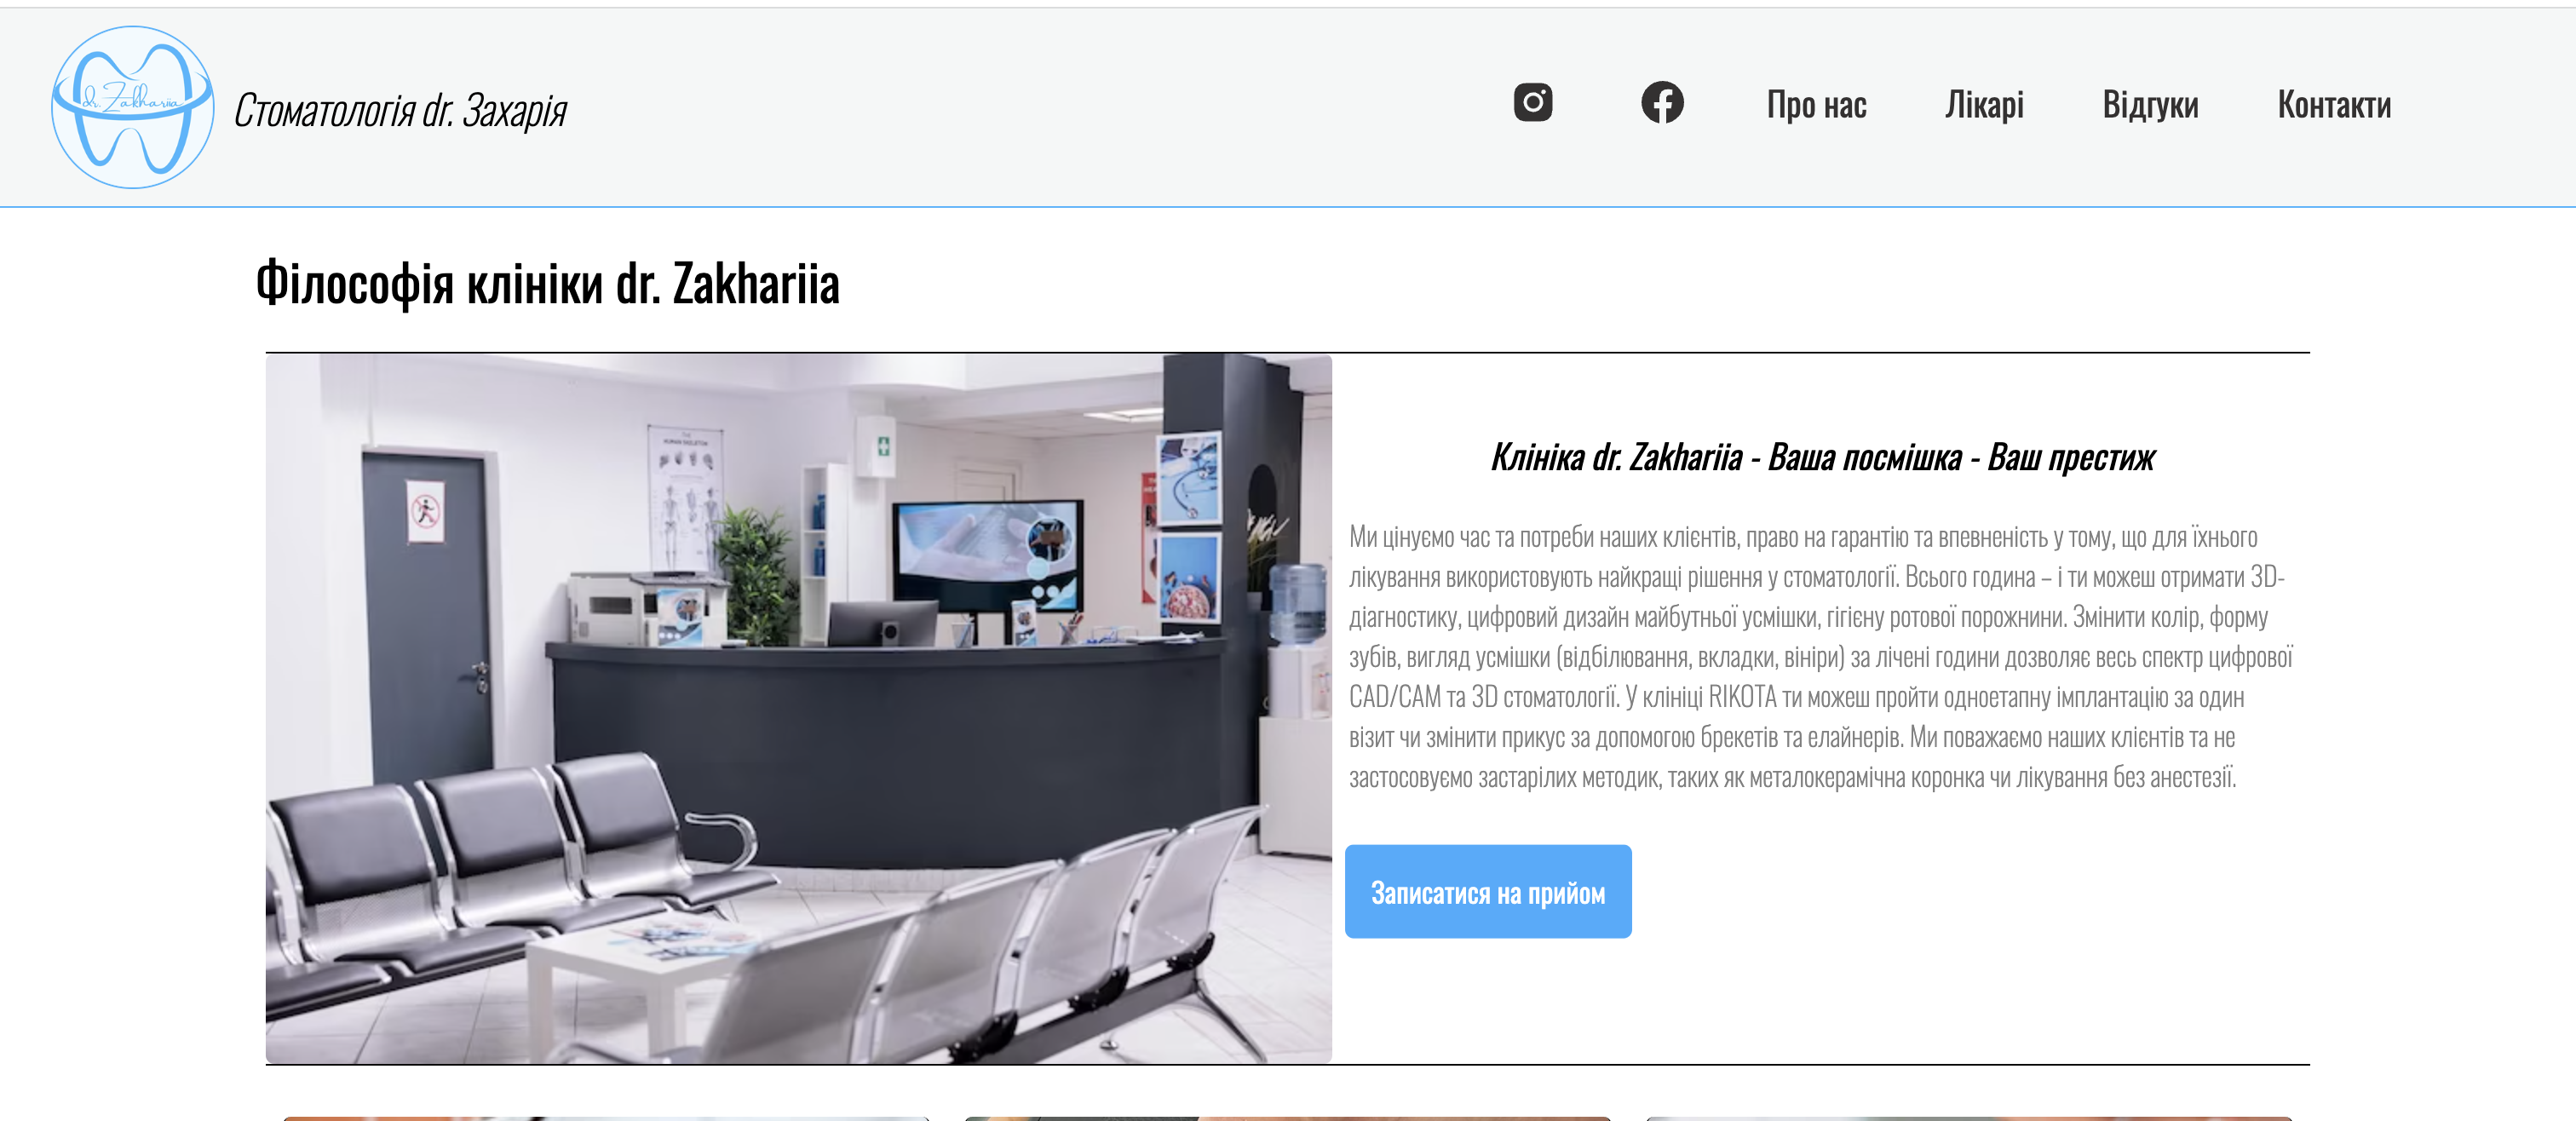 dr. Zakhariia
Стоматологія dr. Захарія
Про нас
Лікарі
Відгуки
Контакти
Філософія клініки dr. Zakhariia
THE
HUMAN SKELETON
Клініка dr. Zakhariia - Ваша посмішка - Ваш престиж
Ми цінуємо час та потреби наших клієнтів, право на гарантію та впевненість у тому, що для їхнього
лікування використовують найкращі рішення у стоматології. Всього година – і ти можеш отримати 3D-
діагностику, цифровий дизайн майбутньої усмішки, гігієну ротової порожнини. Змінити колір, форму
зубів, вигляд усмішки (відбілювання, вкладки, вініри) за лічені години дозволяє весь спектр цифрової
CAD/CAM та 3D стоматології. У клініці RIKOTA ти можеш пройти одноетапну імплантацію за один
візит чи змінити прикус за допомогою брекетів та елайнерів. Ми поважаємо наших клієнтів та не
застосовуємо застарілих методик, таких як металокерамічна коронка чи лікування без анестезії.
Записатися на прийом